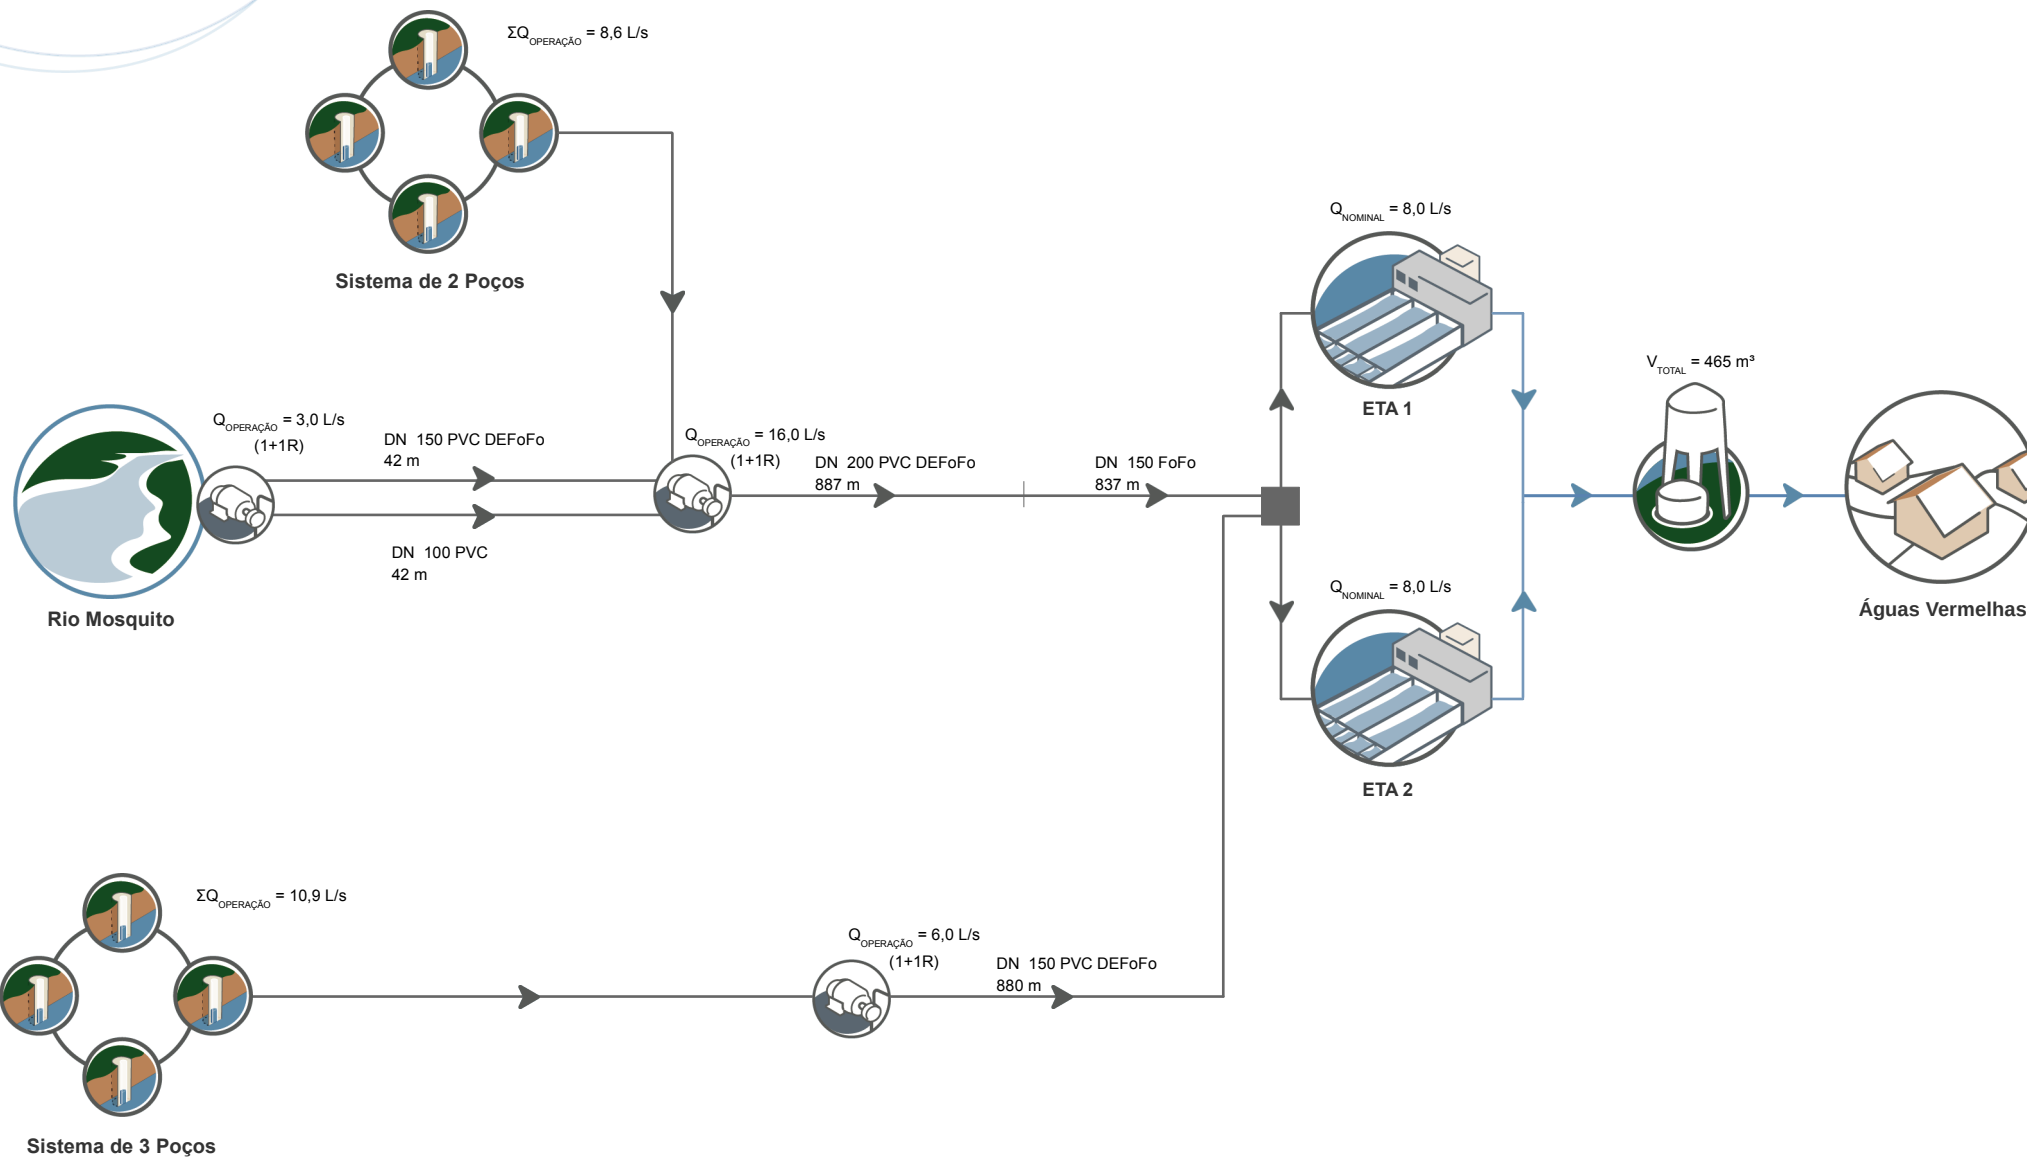 ΣQOPERAÇÃO = 8,6 L/s
Sistema de 2 Poços
QNOMINAL = 8,0 L/s
ETA 1
VTOTAL = 465 m³
QOPERAÇÃO = 3,0 L/s
(1+1R)
DN 150 PVC DEFoFo
42 m
QOPERAÇÃO = 16,0 L/s
(1+1R)
DN 200 PVC DEFoFo
887 m
DN 150 FoFo
837 m
DN 100 PVC
42 m
Rio Mosquito
QNOMINAL = 8,0 L/s
ETA 2
Águas Vermelhas
ΣQOPERAÇÃO = 10,9 L/s
Sistema de 3 Poços
QOPERAÇÃO = 6,0 L/s
(1+1R)
DN 150 PVC DEFoFo
880 m